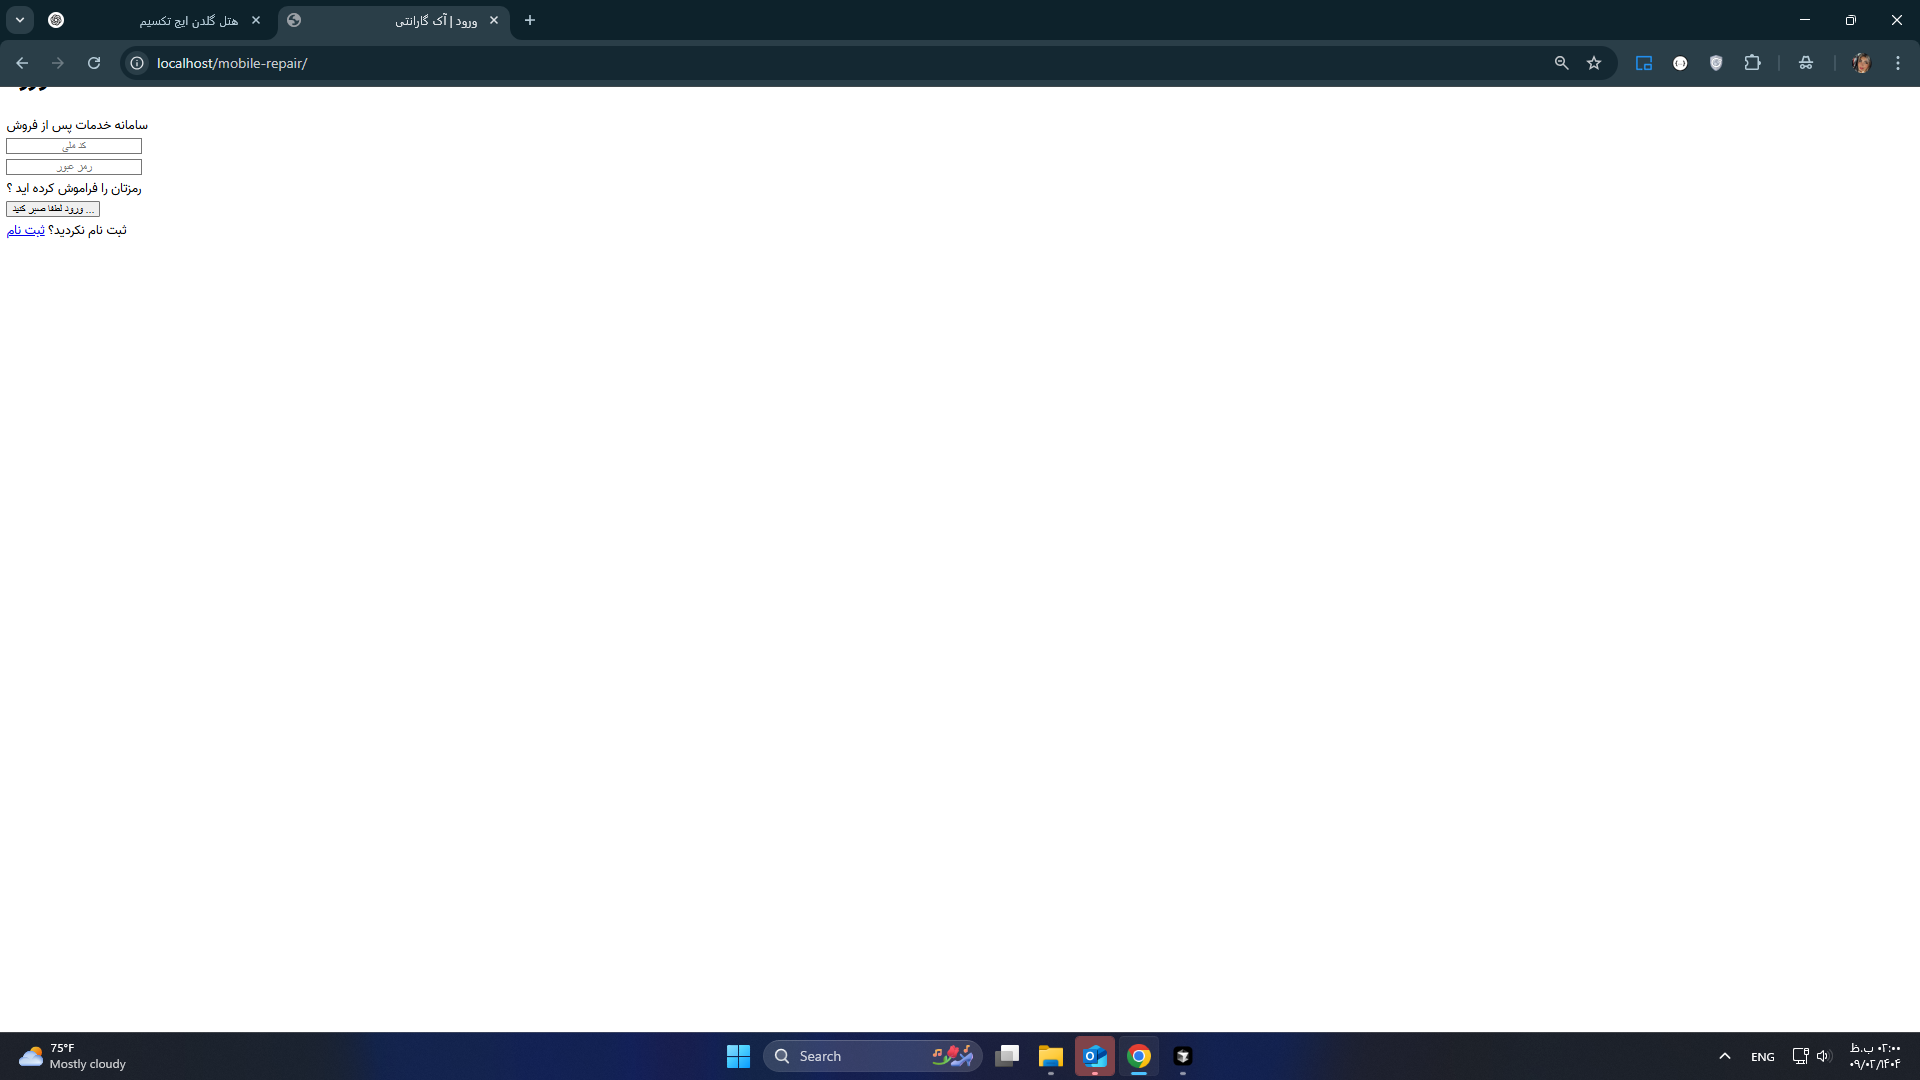 هتل گلدن ایج تکسیم
ورود | آک گارانتی
localhost/mobile-repair/
سامانه خدمات پس از فروش
کد ملی
رمز عبور
رمزتان را فراموش کرده اید ؟
ورود لطفا صبر کنید ...
ثبت نام نکردید؟ ثبت نام
75°F
Mostly cloudy
Search
ENG
۰۲:۰۰ ب.ظ
۰۹/۰۲/۱۴۰۴